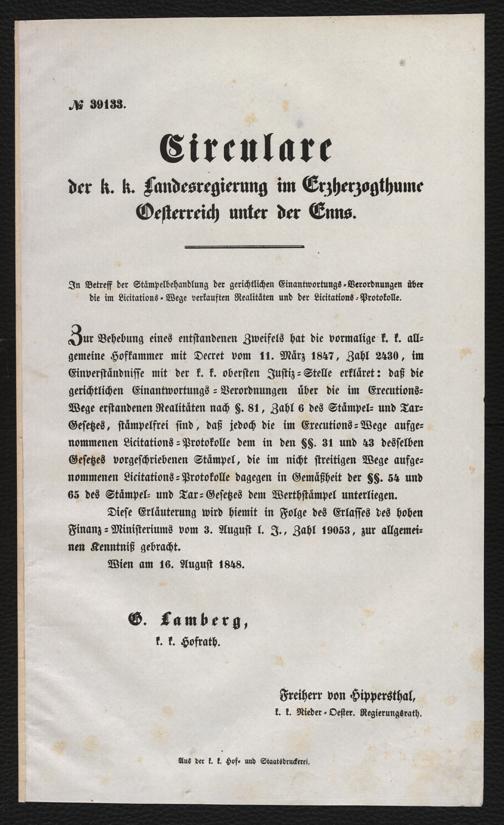 № 39133.
Circulare
der k. k. Landesregierung im Erzherzogthume
Oesterreich unter der Enns.
In Betreff der Stämpelbehandlung der gerichtlichen Einantwortungs-Verordnungen über
die im Licitations-Wege verkauften Realitäten und der Licitations-Protokolle.
Zur Behebung eines entstandenen Zweifels hat die vormalige k. k. all-
gemeine Hofkammer mit Decret vom 11. März 1847, Zahl 2430, im
Einverständnisse mit der k. k. obersten Justiz-Stelle erkläret: daß die
gerichtlichen Einantwortungs-Verordnungen über die im Executions-
Wege erstandenen Realitäten nach §. 81, Zahl 6 des Stämpel- und Tax-
Gesetzes, stämpelfrei sind, daß jedoch die im Executions-Wege aufge-
nommenen Licitations-Protokolle dem in den §§. 31 und 43 desselben
Gesetzes vorgeschriebenen Stämpel, die im nicht streitigen Wege aufge-
nommenen Licitations-Protokolle dagegen in Gemäßheit der §§. 54 und
65 des Stämpel- und Tax-Gesetzes dem Werthstämpel unterliegen.
Diese Erläuterung wird hiemit in Folge des Erlasses des hohen
Finanz-Ministeriums vom 3. August l. J., Zahl 19053, zur allgemei-
nen Kenntniß gebracht.
Wien am 16. August 1848.
G. Lamberg,
k. k. Hofrath.
Freiherr von Hippersthal,
k. k. Nieder-Oester. Regierungsrath.
Aus der k. k. Hof- und Staatsdruckerei.